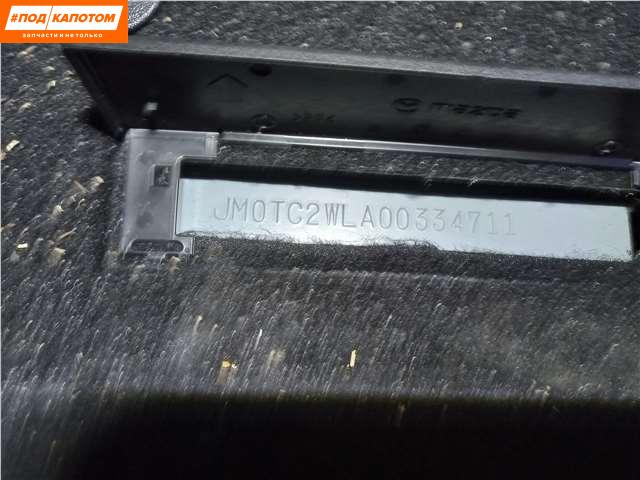 #ПОД КАПОТОМ
запчасти и не только
mazda
JM0TC2WLA00334711